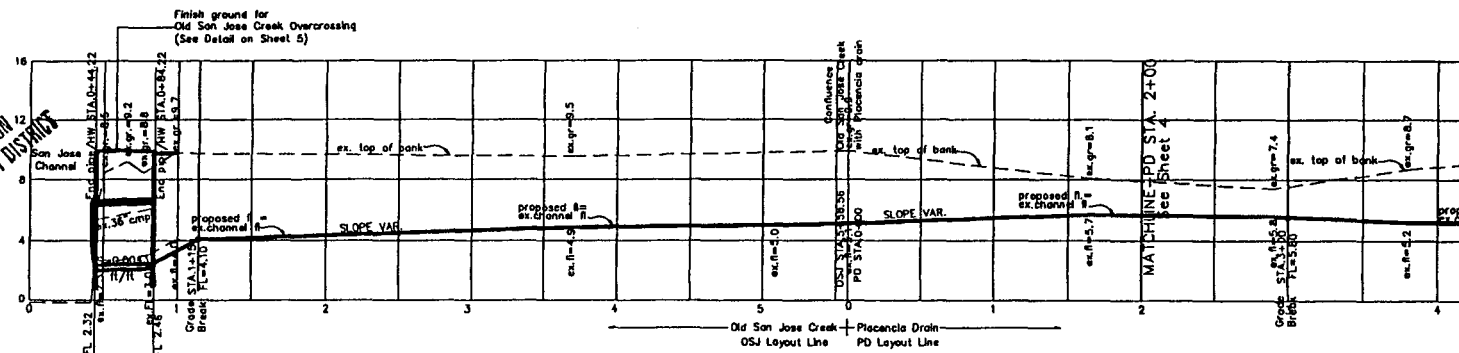 Finish ground for
Old San Jose Creek Overcrossing
(See Detail on Sheet 5)
16
12
8
4
0
DISTRICT
San Jose
Channel
End pipe/HW STA.0+44.22
ex.gr.=9.2
ex.gr.=8.8
End pipe/HW STA.0+84.22
ex.gr.=9.7
ex.36" cmp
ft/ft
FL 2.32
FL 2.46
Grade STA.1+15
Break FL=4.10
proposed fl =
ex.channel fl
SLOPE VAR.
ex. top of bank
ex.gr=9.5
proposed fl=
ex.channel fl
ex.fl=4.9
ex.fl=5.0
Confluence
Old San Jose Creek
with Placencia drain
OSJ STA.5+58.56
PD STA.0+00
SLOPE VAR.
ex. top of bank
ex.gr=8.1
proposed fl.=
ex.channel fl
ex.fl=5.7
MATCHLINE-PD STA. 2+00
See Sheet 4
ex.gr=7.4
ex.fl=5.8
Grade STA.3+00
Break FL=5.80
ex. top of bank
ex.gr=8.7
ex.fl=5.2
0 1 2 3 4 5 0 1 2 3 4
Old San Jose Creek Placencia Drain
OSJ Layout Line PD Layout Line